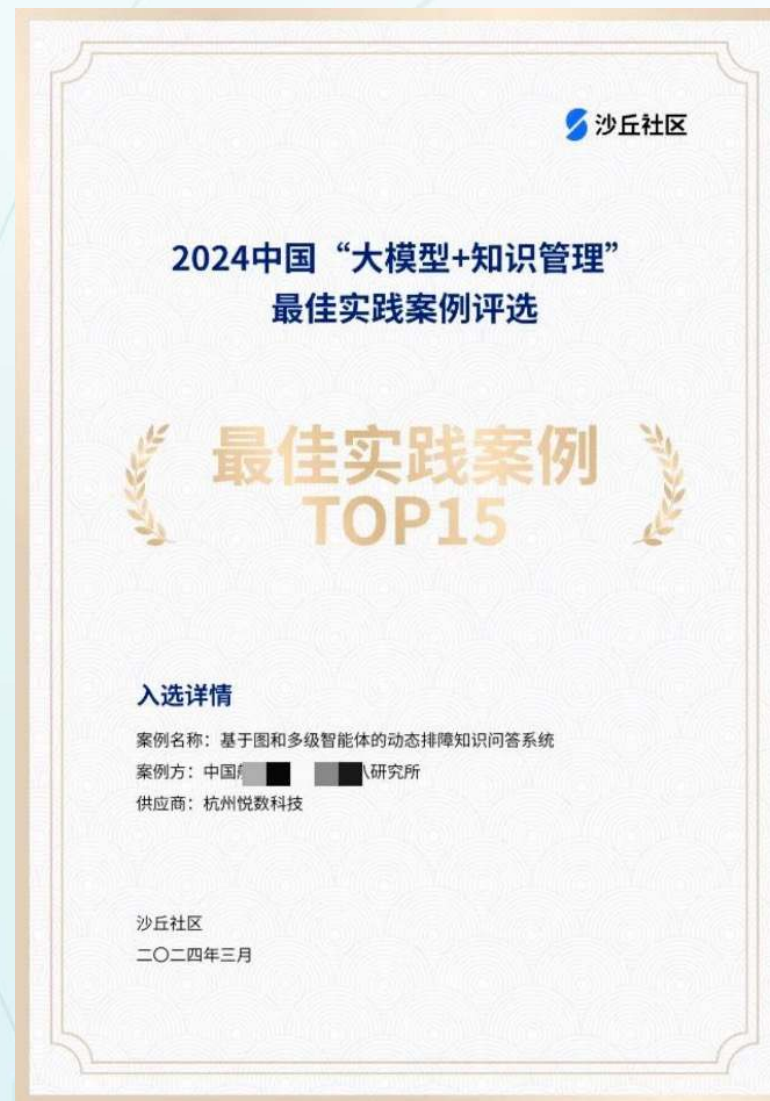 沙丘社区
2024中国“大模型+知识管理”
最佳实践案例评选
最佳实践案例
TOP15
入选详情
案例名称：基于图和多级智能体的动态排障知识问答系统
案例方：中国 研究所
供应商：杭州悦数科技
沙丘社区
二〇二四年三月